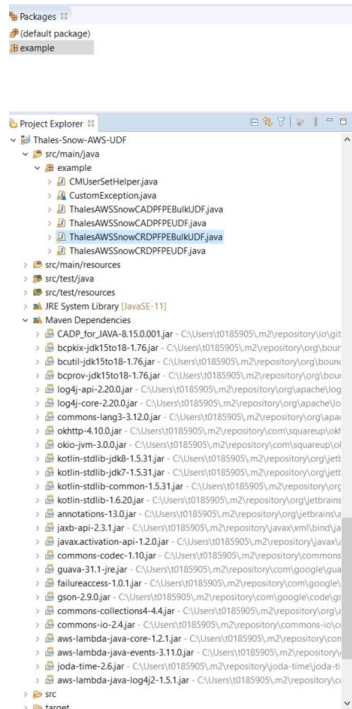 Packages
(default package)
example
Project Explorer
Thales-Snow-AWS-UDF
src/main/java
example
CMUserSetHelper.java
CustomException.java
ThalesAWSSnowCADPFPEBulkUDF.java
ThalesAWSSnowCADPFPEUDF.java
ThalesAWSSnowCRDPFPEBulkUDF.java
ThalesAWSSnowCRDPFPEUDF.java
src/main/resources
src/test/java
src/test/resources
JRE System Library [JavaSE-11]
Maven Dependencies
CADP_for_JAVA-8.15.0.001.jar - C:\Users\t0185905\.m2\repository\io\git
bcpkix-jdk15to18-1.76.jar - C:\Users\t0185905\.m2\repository\org\boun
bcutil-jdk15to18-1.76.jar - C:\Users\t0185905\.m2\repository\org\bounc
bcprov-jdk15to18-1.76.jar - C:\Users\t0185905\.m2\repository\org\bou
log4j-api-2.20.0.jar - C:\Users\t0185905\.m2\repository\org\apache\log
log4j-core-2.20.0.jar - C:\Users\t0185905\.m2\repository\org\apache\lo
commons-lang3-3.12.0.jar - C:\Users\t0185905\.m2\repository\org\apa
okhttp-4.10.0.jar - C:\Users\t0185905\.m2\repository\com\squareup\okl
okio-jvm-3.0.0.jar - C:\Users\t0185905\.m2\repository\com\squareup\o
kotlin-stdlib-jdk8-1.5.31.jar - C:\Users\t0185905\.m2\repository\org\jetb
kotlin-stdlib-jdk7-1.5.31.jar - C:\Users\t0185905\.m2\repository\org\jetb
kotlin-stdlib-common-1.5.31.jar - C:\Users\t0185905\.m2\repository\org
kotlin-stdlib-1.6.20.jar - C:\Users\t0185905\.m2\repository\org\jetbrains
annotations-13.0.jar - C:\Users\t0185905\.m2\repository\org\jetbrains\a
jaxb-api-2.3.1.jar - C:\Users\t0185905\.m2\repository\javax\xml\bind\ja
javax.activation-api-1.2.0.jar - C:\Users\t0185905\.m2\repository\javax\a
commons-codec-1.10.jar - C:\Users\t0185905\.m2\repository\commons
guava-31.1-jre.jar - C:\Users\t0185905\.m2\repository\com\google\gua
failureaccess-1.0.1.jar - C:\Users\t0185905\.m2\repository\com\google\
gson-2.9.0.jar - C:\Users\t0185905\.m2\repository\com\google\code\gs
commons-collections4-4.4.jar - C:\Users\t0185905\.m2\repository\org\a
commons-io-2.4.jar - C:\Users\t0185905\.m2\repository\commons-io\co
aws-lambda-java-core-1.2.1.jar - C:\Users\t0185905\.m2\repository\con
aws-lambda-java-events-3.11.0.jar - C:\Users\t0185905\.m2\repository\
joda-time-2.6.jar - C:\Users\t0185905\.m2\repository\joda-time\joda-ti
aws-lambda-java-log4j2-1.5.1.jar - C:\Users\t0185905\.m2\repository\co
src
target